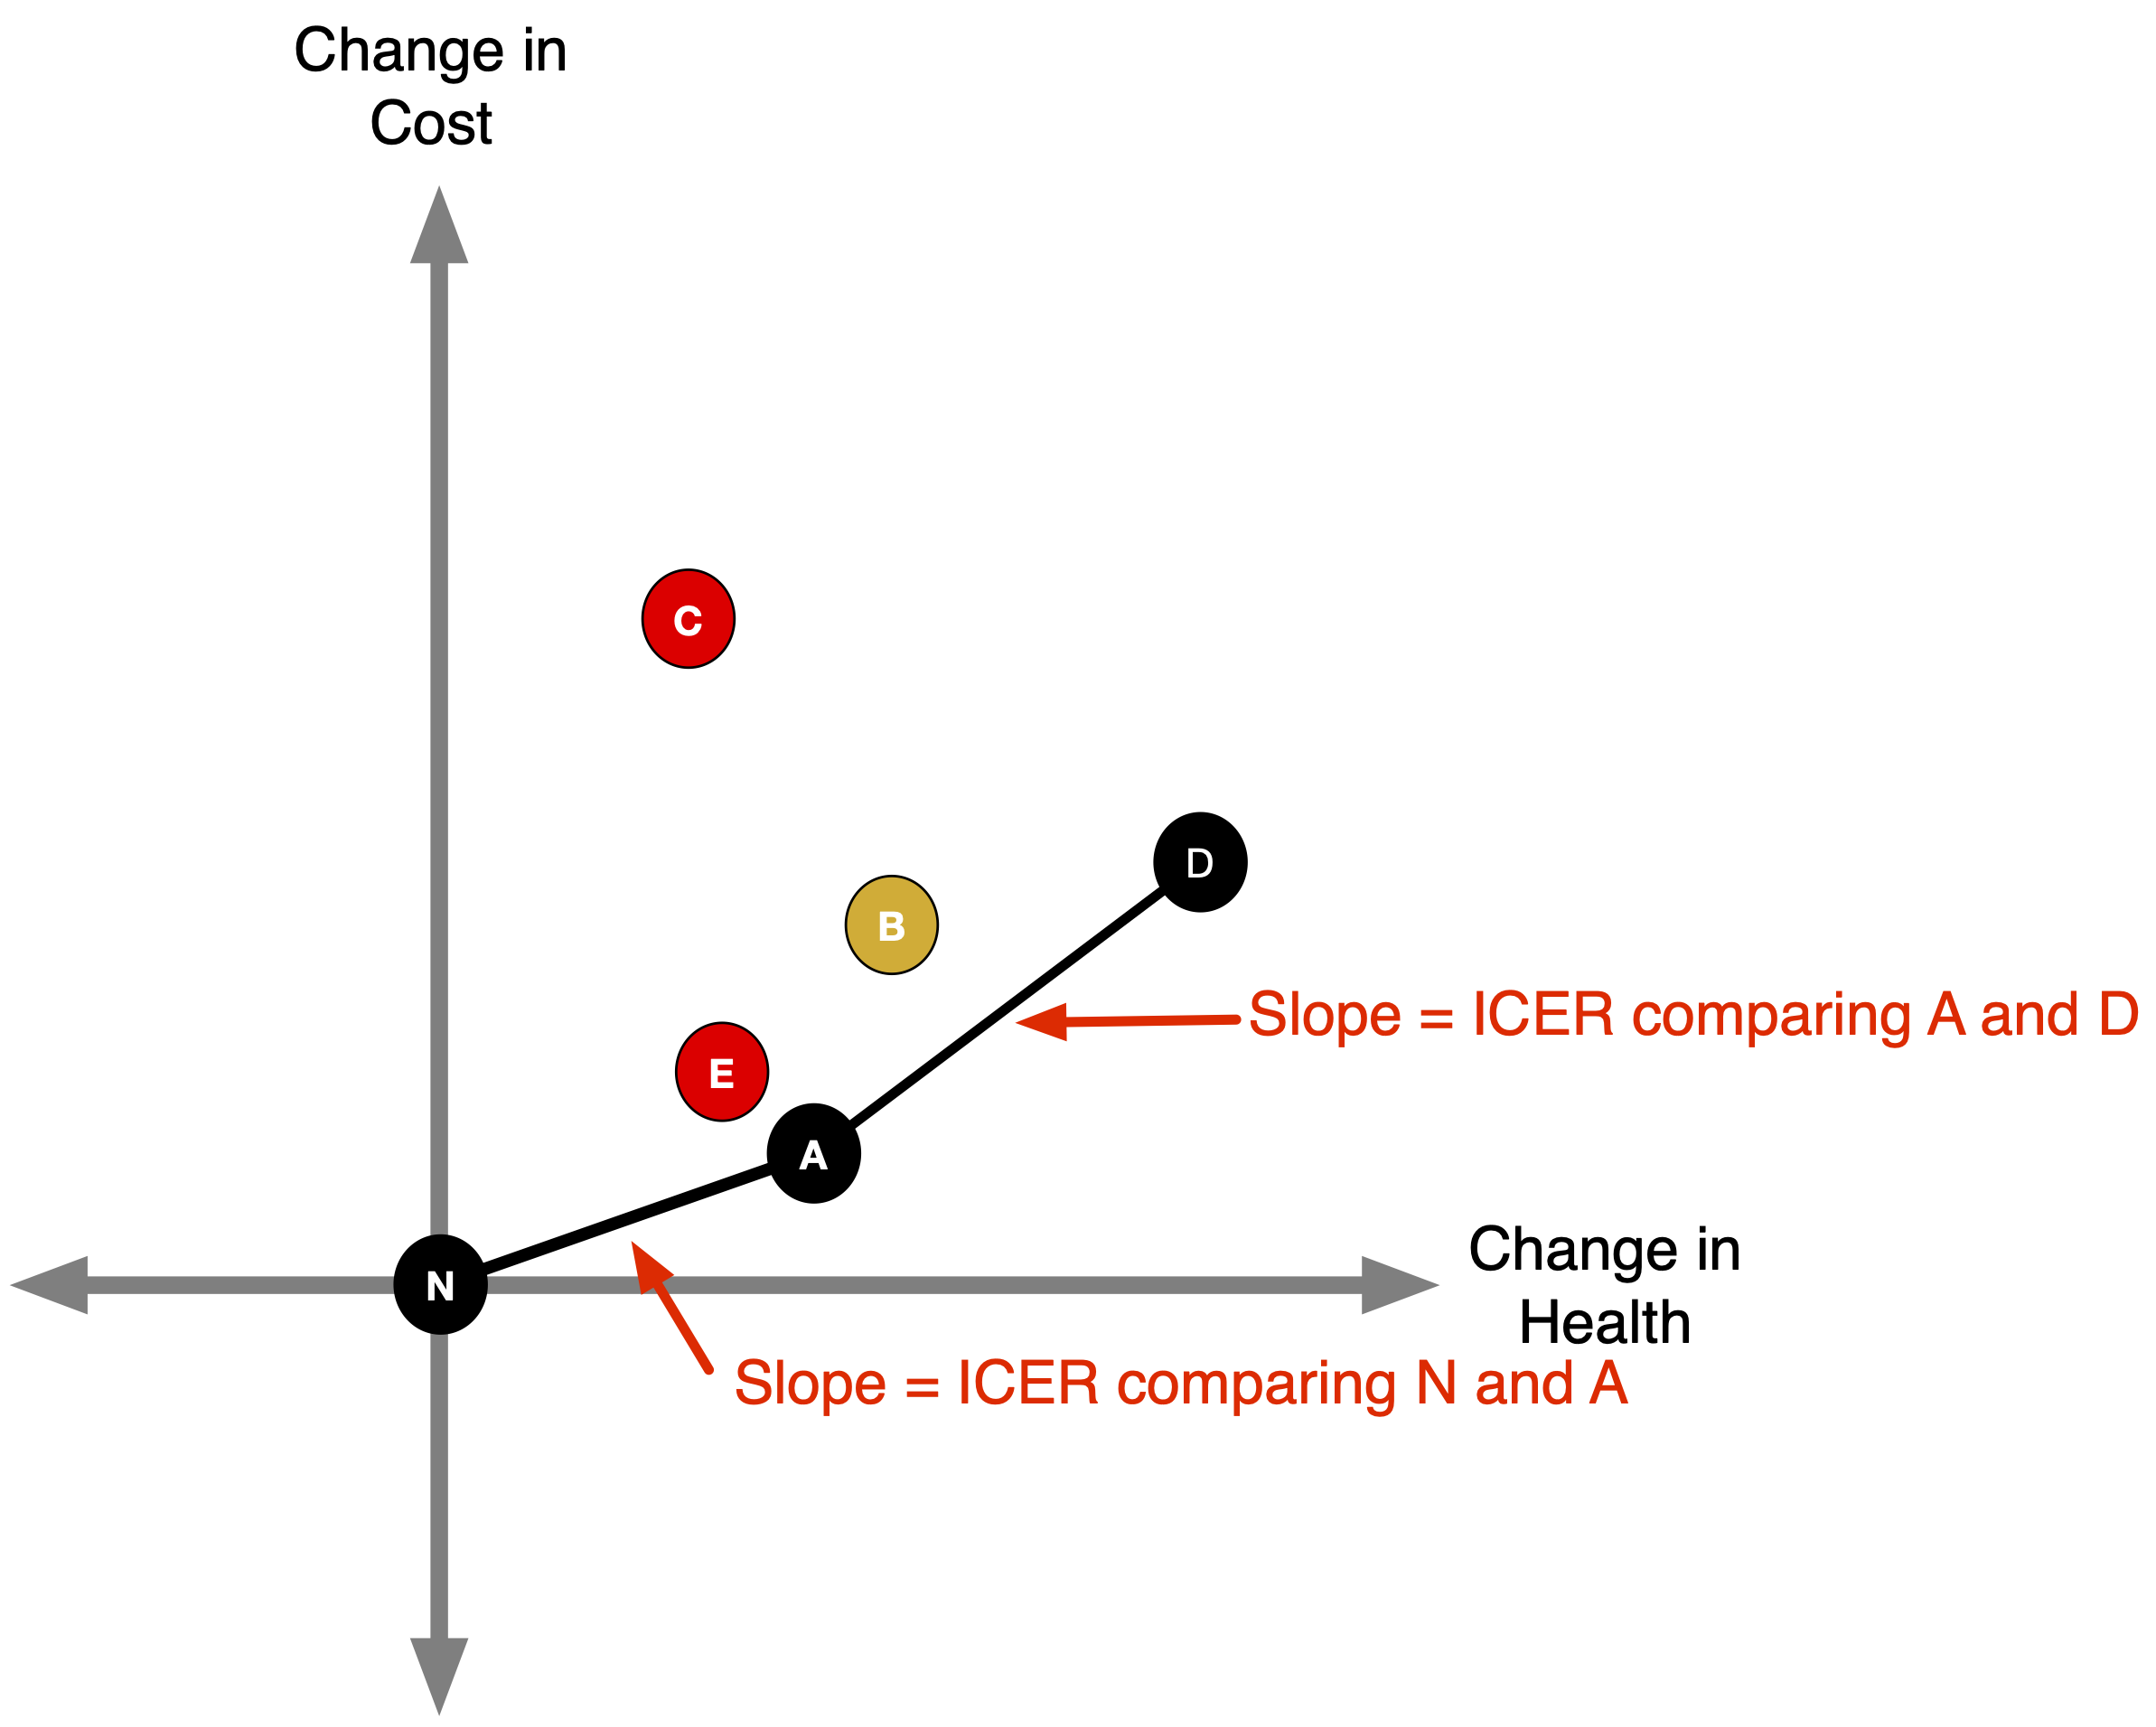 Change in
Cost
C
D
B
Slope = ICER comparing A and D
E
A
Change in
Health
N
Slope = ICER comparing N and A